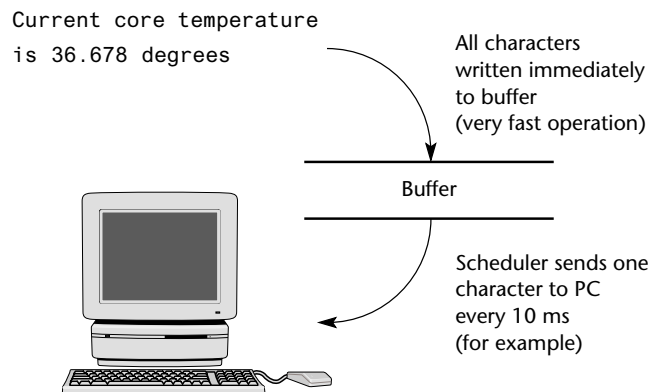 Current core temperature
is 36.678 degrees
All characters
written immediately
to buffer
(very fast operation)
Buffer
Scheduler sends one
character to PC
every 10 ms
(for example)